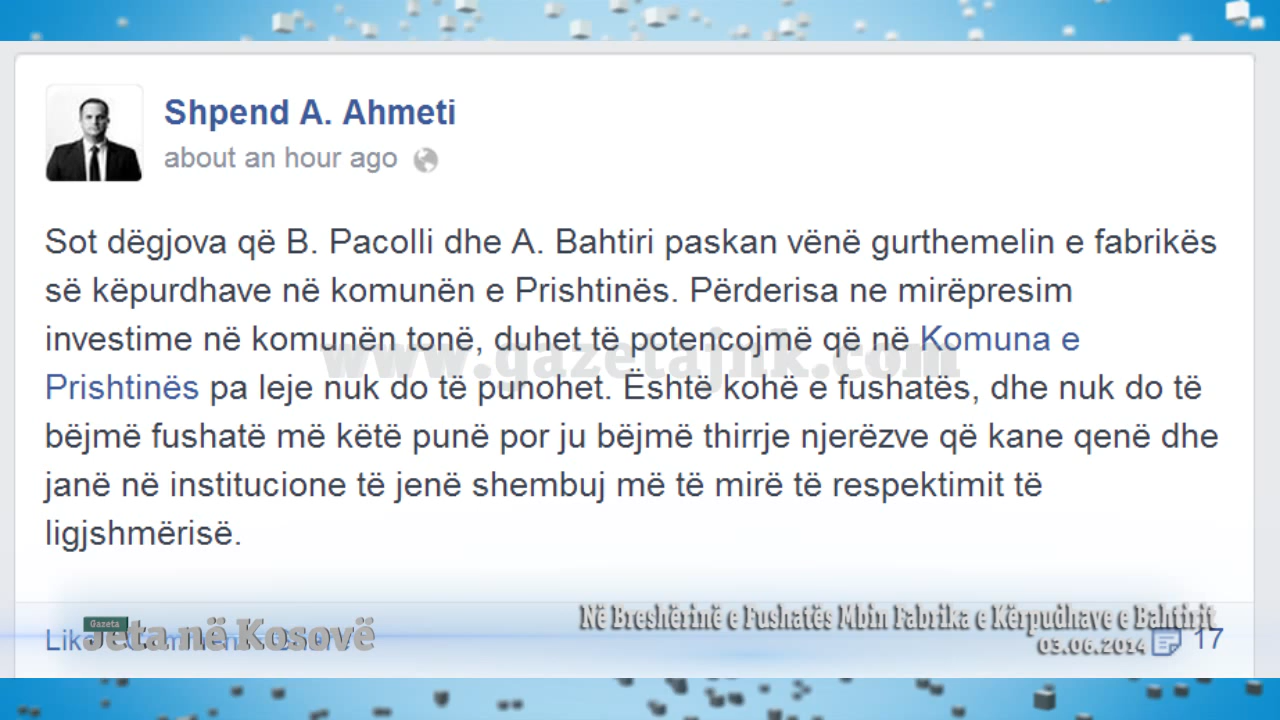 Shpend A. Ahmeti
about an hour ago
Sot dëgjova që B. Pacolli dhe A. Bahtiri paskan vënë gurthemelin e fabrikës
së këpurdhave në komunën e Prishtinës. Përderisa ne mirëpresim
investime në komunën tonë, duhet të potencojmë që në Komuna e
Prishtinës pa leje nuk do të punohet. Është kohë e fushatës, dhe nuk do të
bëjmë fushatë më këtë punë por ju bëjmë thirrje njerëzve që kane qenë dhe
janë në institucione të jenë shembuj më të mirë të respektimit të
ligjshmërisë.
www.gazetajnk.com
Gazeta
Jeta në Kosovë
Në Breshërinë e Fushatës Mbin Fabrika e Kërpudhave e Bahtirit
03.06.2014
17